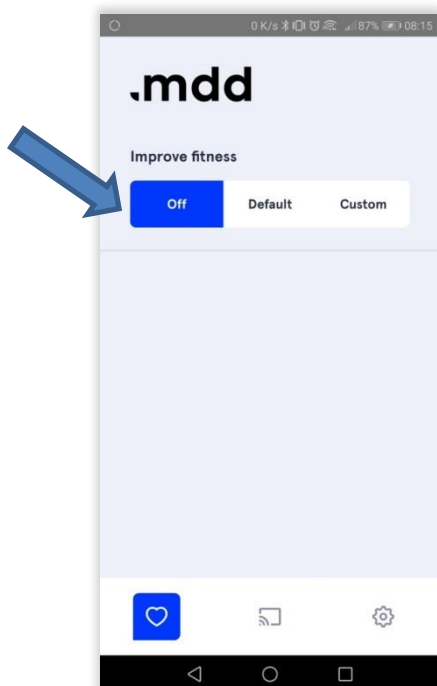 0 K/s 87% 08:15
.mdd
Improve fitness
Off Default Custom